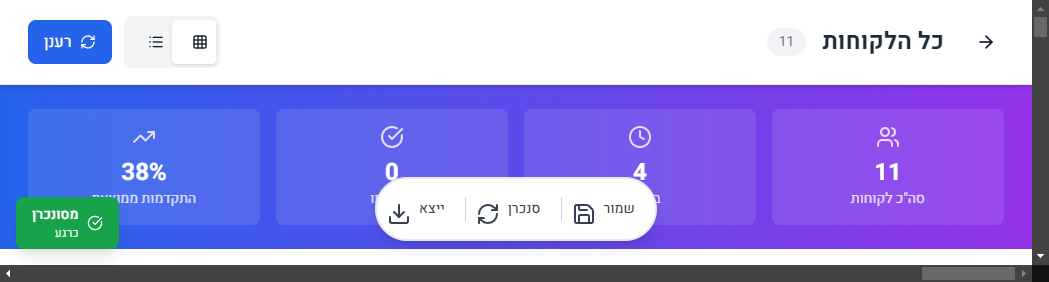 כל הלקוחות
11
רענן
11
סה"כ לקוחות
4
0
38%
התקדמות ממוצעת
שמור
סנכרן
ייצא
מסונכרן
כרגע